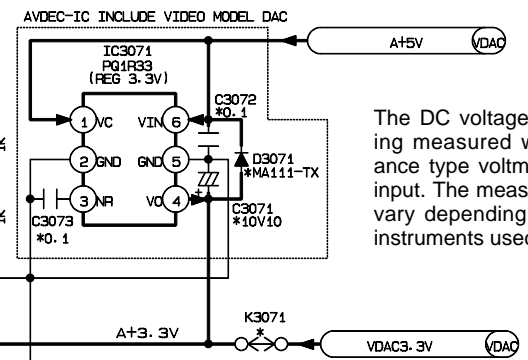 AVDEC-IC INCLUDE VIDEO MODEL DAC
A+5V
VDAC
IC3071
PQ1R33
(REG 3.3V)
C3072
*0.1
1 VC
VIN 6
2 GND
GND 5
D3071
*MA111-TX
3 NR
VO 4
+
C3071
*10V10
C3073
*0.1
1K
1K
The DC voltage
ing measured w
ance type voltm
input. The meas
vary depending
instruments used
A+3.3V
K3071
*
VDAC3.3V
VDAC